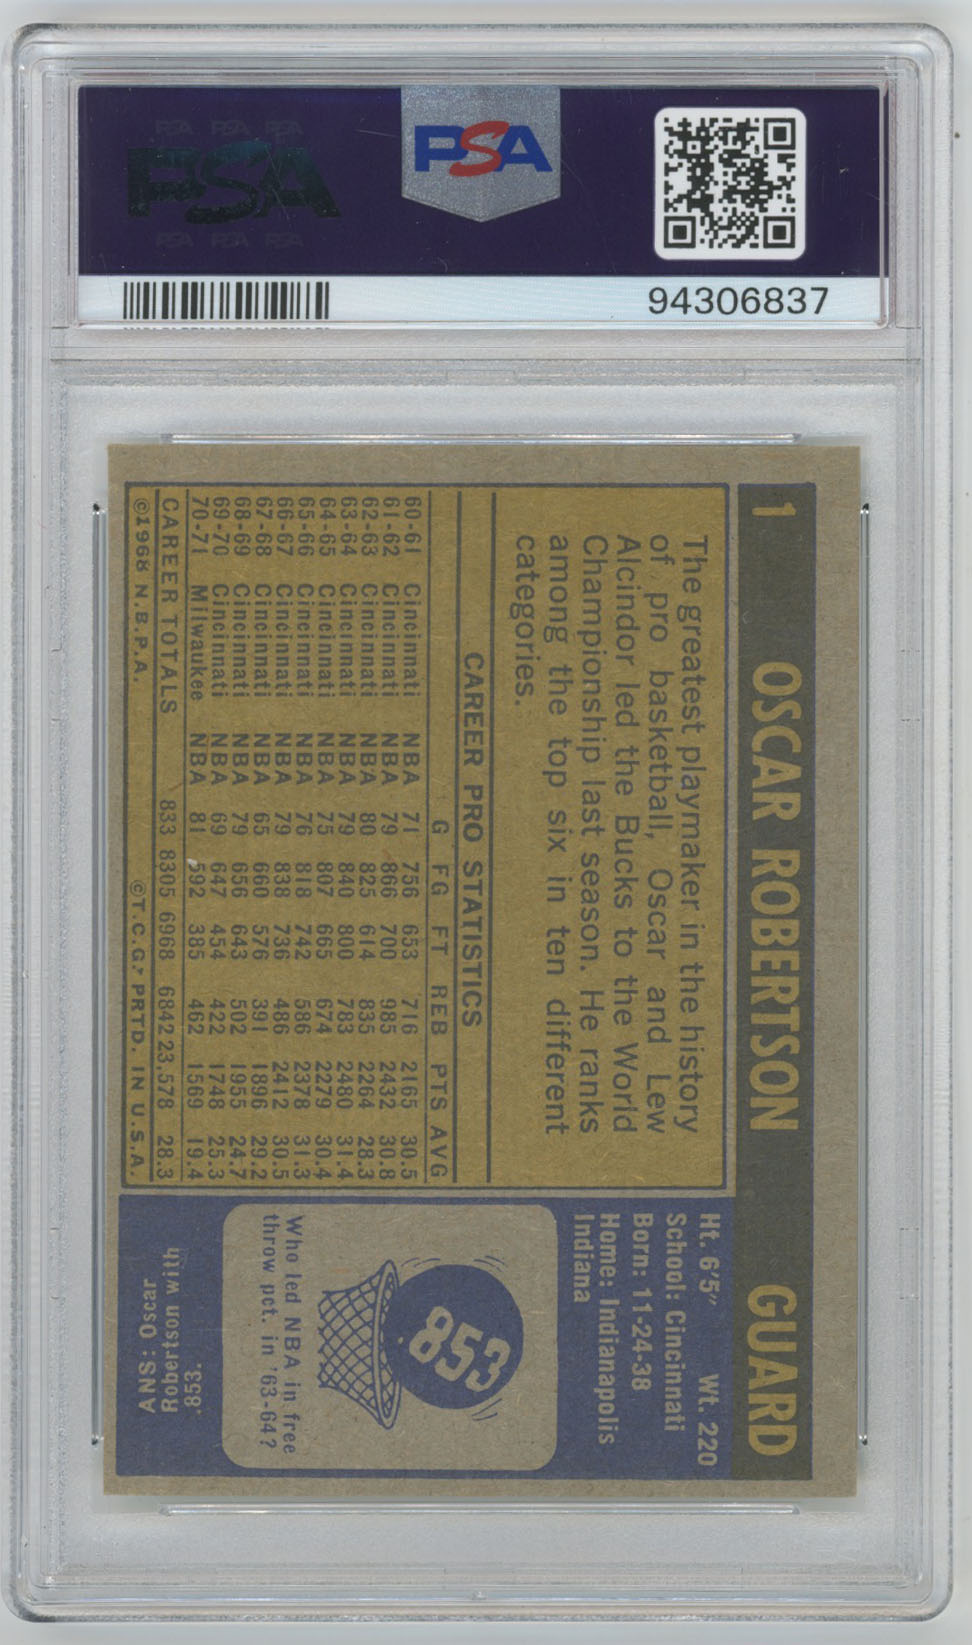 PSA PSA PSA
PSA
PSA PSA PSA
PSA
94306837
1 OSCAR ROBERTSON GUARD
The greatest playmaker in the history
of pro basketball, Oscar and Lew
Alcindor led the Bucks to the World
Championship last season. He ranks
among the top six in ten different
categories.
CAREER PRO STATISTICS
G FG FT REB PTS AVG
60-61 Cincinnati NBA 71 756 653 716 2165 30.5
61-62 Cincinnati NBA 79 866 700 985 2432 30.8
62-63 Cincinnati NBA 80 825 614 835 2264 28.3
63-64 Cincinnati NBA 79 840 800 783 2480 31.4
64-65 Cincinnati NBA 75 807 665 674 2279 30.4
65-66 Cincinnati NBA 76 818 742 586 2378 31.3
66-67 Cincinnati NBA 79 838 736 486 2412 30.5
67-68 Cincinnati NBA 65 660 576 391 1896 29.2
68-69 Cincinnati NBA 79 656 643 502 1955 24.7
69-70 Cincinnati NBA 69 647 454 422 1748 25.3
70-71 Milwaukee NBA 81 592 385 462 1569 19.4
CAREER TOTALS 833 8305 6968 6842 23,578 28.3
©1968 N.B.P.A. ©T.C.G. PRTD. IN U.S.A.
Ht. 6'5" Wt. 220
School: Cincinnati
Born: 11-24-38
Home: Indianapolis
Indiana
.853
Who led NBA in free
throw pct. in '63-64?
ANS: Oscar
Robertson with
.853.